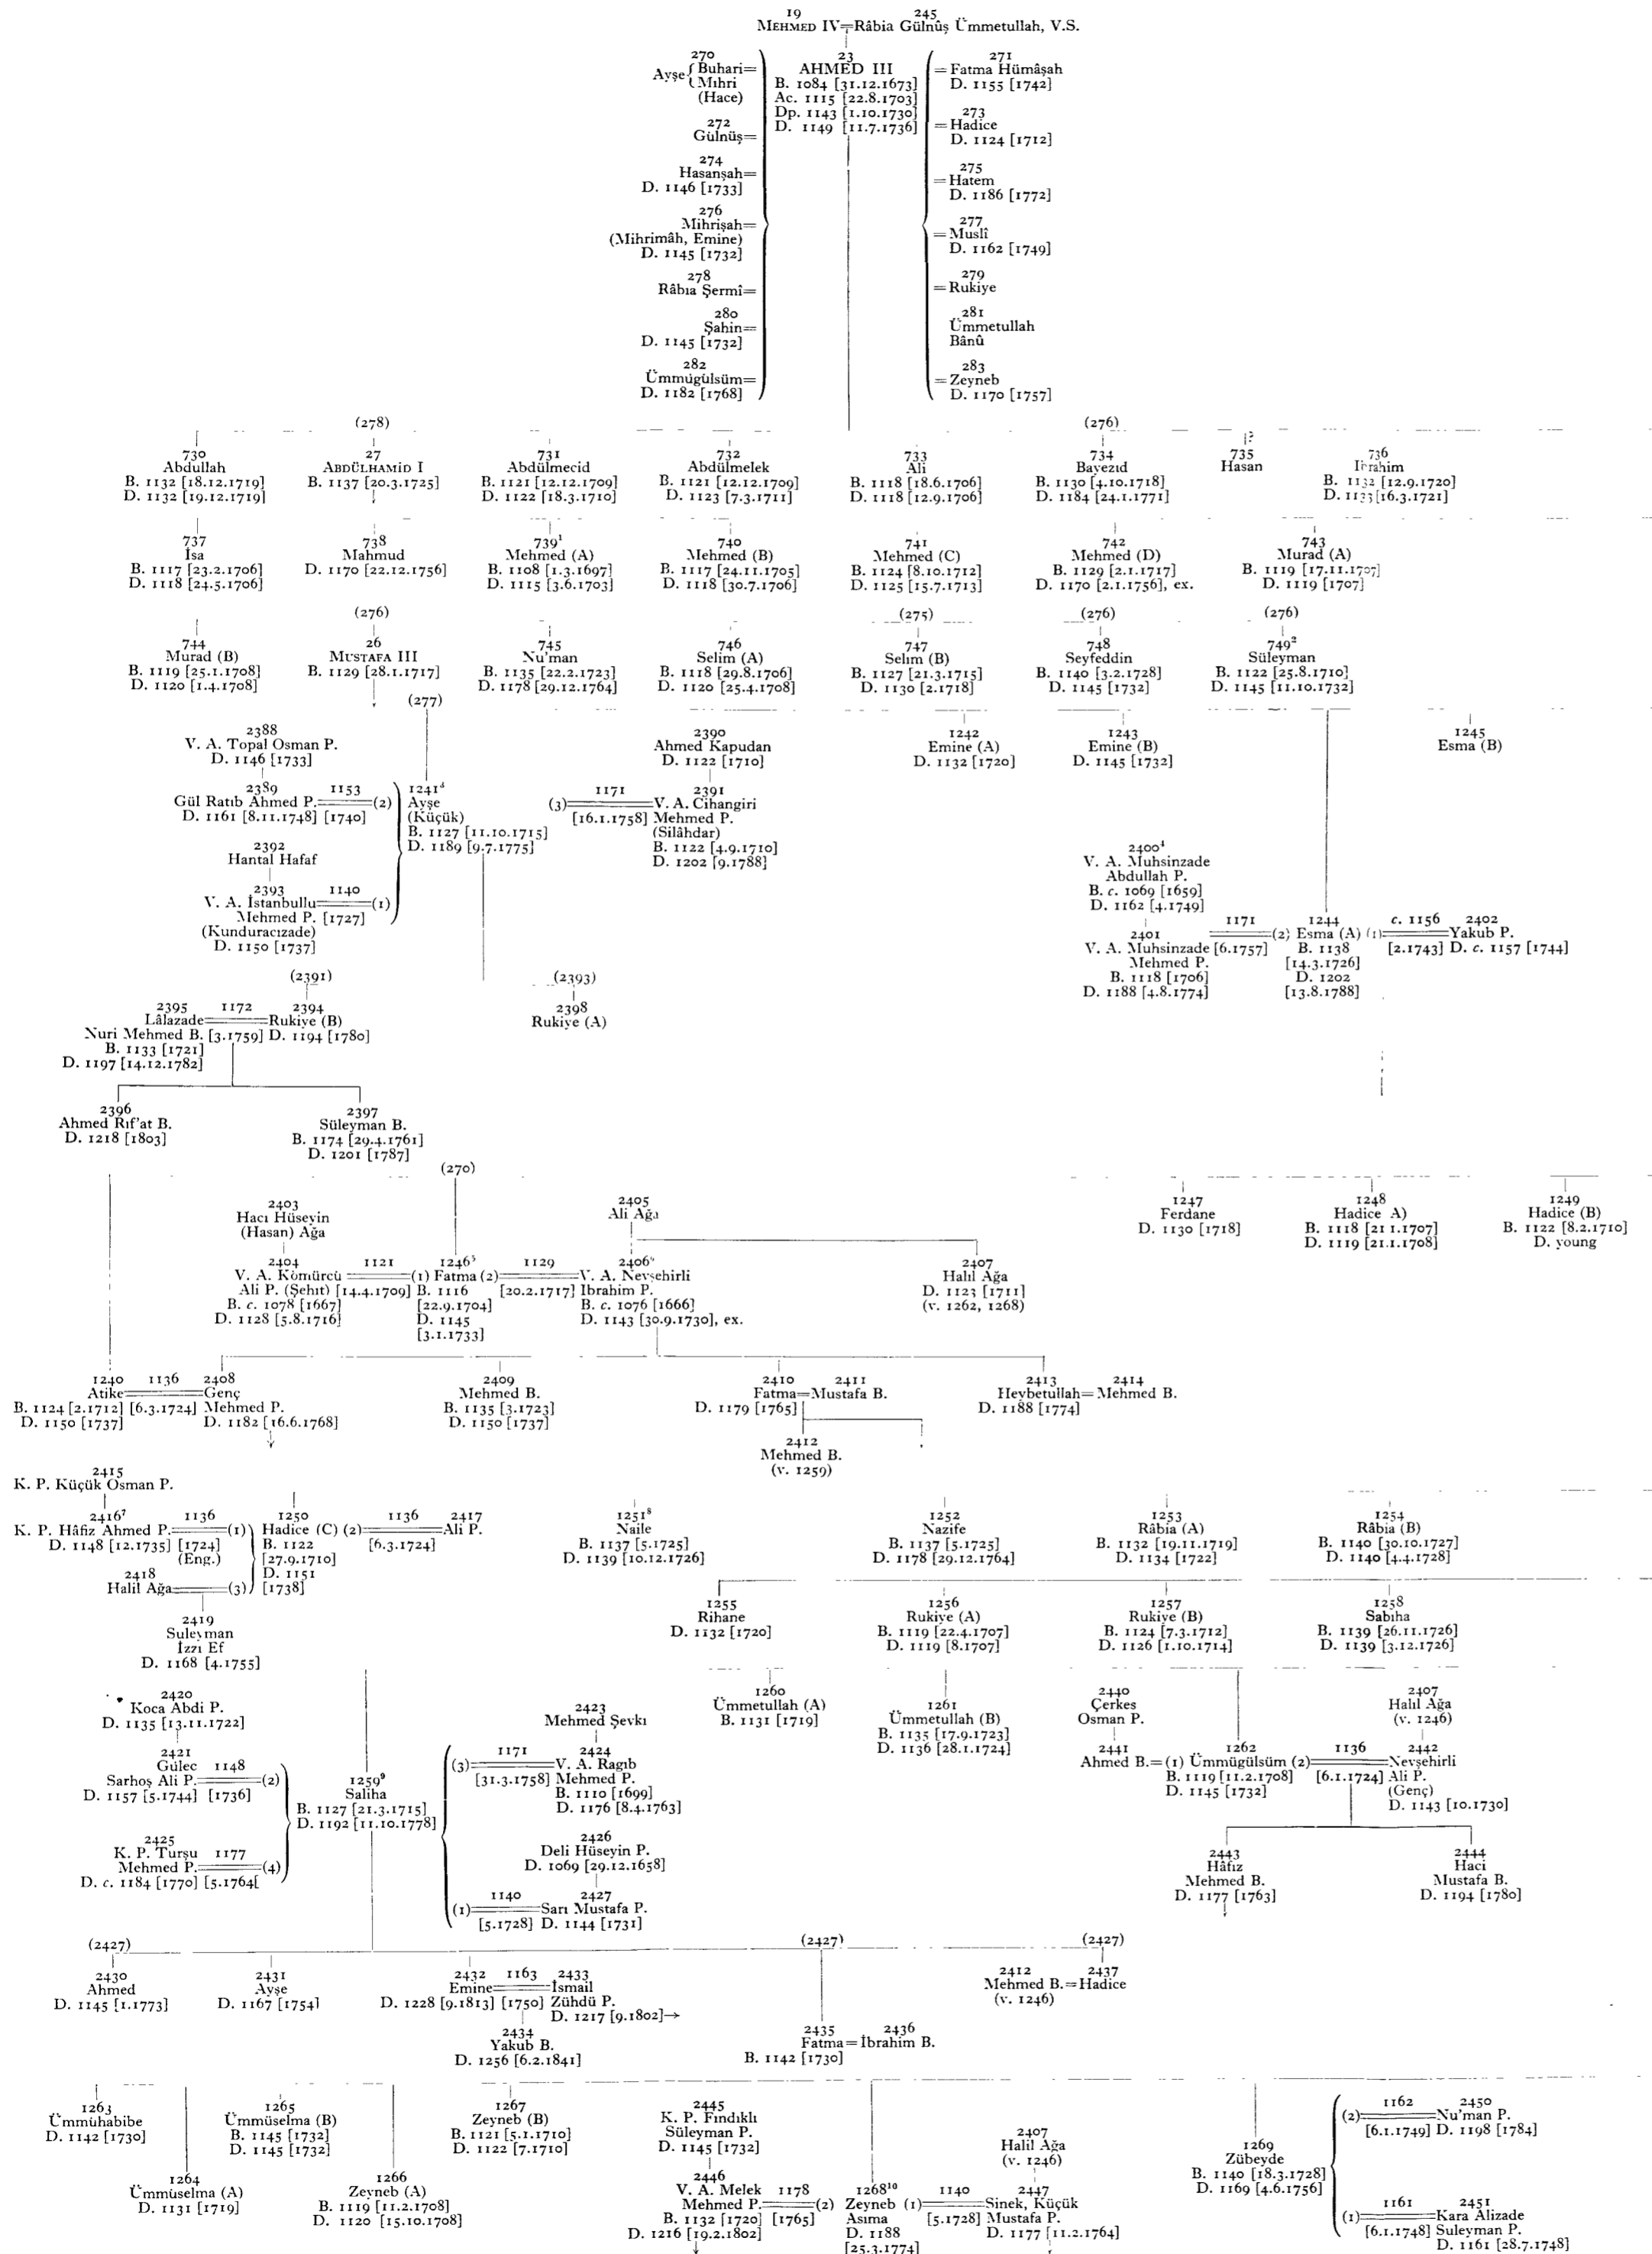 19 245
MEHMED IV=Râbia Gülnûş Ümmetullah, V.S.
270 23 271
Ayşe { Buhari= AHMED III =Fatma Hümâşah
Mihri B. 1084 [31.12.1673] D. 1155 [1742]
(Hace) Ac. 1115 [22.8.1703]
Dp. 1143 [1.10.1730] 273
272 D. 1149 [11.7.1736] =Hadice
Gülnüş= D. 1124 [1712]
274 275
Hasanşah= =Hatem
D. 1146 [1733] D. 1186 [1772]
276 277
Mihrişah= =Muslî
(Mihrimâh, Emine) D. 1162 [1749]
D. 1145 [1732]
278 279
Râbia Şermî= =Rukiye
280 281
Şahin= Ümmetullah
D. 1145 [1732] Bânû
282 283
Ümmügülsüm= =Zeyneb
D. 1182 [1768] D. 1170 [1757]
(278) (276)
730 27 731 732 733 734 735 736
Abdullah ABDÜLHAMİD I Abdülmecid Abdülmelek Ali Bayezıd Hasan İbrahim
B. 1132 [18.12.1719] B. 1137 [20.3.1725] B. 1121 [12.12.1709] B. 1121 [12.12.1709] B. 1118 [18.6.1706] B. 1130 [4.10.1718] B. 1132 [12.9.1720]
D. 1132 [19.12.1719] D. 1122 [18.3.1710] D. 1123 [7.3.1711] D. 1118 [12.9.1706] D. 1184 [24.1.1771] D. 1133 [16.3.1721]
737 738 739¹ 740 741 742 743
İsa Mahmud Mehmed (A) Mehmed (B) Mehmed (C) Mehmed (D) Murad (A)
B. 1117 [23.2.1706] D. 1170 [22.12.1756] B. 1108 [1.3.1697] B. 1117 [24.11.1705] B. 1124 [8.10.1712] B. 1129 [2.1.1717] B. 1119 [17.11.1707]
D. 1118 [24.5.1706] D. 1115 [3.6.1703] D. 1118 [30.7.1706] D. 1125 [15.7.1713] D. 1170 [2.1.1756], ex. D. 1119 [1707]
(276) (275) (276) (276)
744 26 745 746 747 748 749²
Murad (B) MUSTAFA III Nu'man Selim (A) Selim (B) Seyfeddin Süleyman
B. 1119 [25.1.1708] B. 1129 [28.1.1717] B. 1135 [22.2.1723] B. 1118 [29.8.1706] B. 1127 [21.3.1715] B. 1140 [3.2.1728] B. 1122 [25.8.1710]
D. 1120 [1.4.1708] D. 1178 [29.12.1764] D. 1120 [25.4.1708] D. 1130 [2.1718] D. 1145 [1732] D. 1145 [11.10.1732]
(277)
2388 2390 1242 1243 1245
V. A. Topal Osman P. Ahmed Kapudan Emine (A) Emine (B) Esma (B)
D. 1146 [1733] D. 1122 [1710] D. 1132 [1720] D. 1145 [1732]
2389 1153 1241 1171 2391
Gül Ratıb Ahmed P.=(2) Ayşe (3)=V. A. Cihangiri
D. 1161 [8.11.1748] [1740] (Küçük) [16.1.1758] Mehmed P.
B. 1127 [11.10.1715] (Silâhdar)
2392 D. 1189 [9.7.1775] B. 1122 [4.9.1710]
Hantal Hafaf D. 1202 [9.1788]
2393 1140
V. A. İstanbullu=(1)
Mehmed P. [1727]
(Kunduracızade)
D. 1150 [1737]
2400
V. A. Muhsinzade
Abdullah P.
B. c. 1069 [1659]
D. 1162 [4.1749]
1171 1244 c. 1156 2402
2401 =(2) Esma (A) (1)=Yakub P.
V. A. Muhsinzade [6.1757] B. 1138 [2.1743] D. c. 1157 [1744]
Mehmed P. [14.3.1726]
B. 1118 [1706] D. 1202
D. 1188 [4.8.1774] [13.8.1788]
(2391) (2393)
2395 1172 2394 2398
Lâlazade=Rukiye (B) Rukiye (A)
Nuri Mehmed B. [3.1759] D. 1194 [1780]
B. 1133 [1721]
D. 1197 [14.12.1782]
2396 2397
Ahmed Rıf'at B. Süleyman B.
D. 1218 [1803] B. 1174 [29.4.1761]
D. 1201 [1787]
(270)
2403 2405 1247 1248 1249
Hacı Hüseyin Ali Ağa Ferdane Hadice A) Hadice (B)
(Hasan) Ağa D. 1130 [1718] B. 1118 [21 1.1707] B. 1122 [8.2.1710]
D. 1119 [21.1.1708] D. young
2404 1121 1246⁵ 1129 2406⁶ 2407
V. A. Kömürcü=(1) Fatma (2)=V. A. Nevşehirli Halil Ağa
Ali P. (Şehıt) [14.4.1709] B. 1116 [20.2.1717] İbrahim P. D. 1123 [1711]
B. c. 1078 [1667] [22.9.1704] B. c. 1076 [1666] (v. 1262, 1268)
D. 1128 [5.8.1716] D. 1145 D. 1143 [30.9.1730], ex.
[3.1.1733]
1240 1136 2408 2409 2410 2411 2413 2414
Atike=Genç Mehmed B. Fatma=Mustafa B. Heybetullah=Mehmed B.
B. 1124 [2.1712] [6.3.1724] Mehmed P. B. 1135 [3.1723] D. 1179 [1765] D. 1188 [1774]
D. 1150 [1737] D. 1182 [16.6.1768] D. 1150 [1737]
2412
Mehmed B.
(v. 1259)
2415
K. P. Küçük Osman P.
2416⁷ 1136 1250 1136 2417 1251⁸ 1252 1253 1254
K. P. Hâfız Ahmed P.=(1) Hadice (C) (2)=Ali P. Naile Nazife Râbia (A) Râbia (B)
D. 1148 [12.1735] [1724] B. 1122 [6.3.1724] B. 1137 [5.1725] B. 1137 [5.1725] B. 1132 [19.11.1719] B. 1140 [30.10.1727]
(Eng.) [27.9.1710] D. 1139 [10.12.1726] D. 1178 [29.12.1764] D. 1134 [1722] D. 1140 [4.4.1728]
2418 D. 1151
Halil Ağa=(3) [1738]
2419 1255 1256 1257 1258
Suleyman Rihane Rukiye (A) Rukiye (B) Sabıha
İzzı Ef D. 1132 [1720] B. 1119 [22.4.1707] B. 1124 [7.3.1712] B. 1139 [26.11.1726]
D. 1168 [4.1755] D. 1119 [8.1707] D. 1126 [1.10.1714] D. 1139 [3.12.1726]
2420 2423 1260 1261 2440 2407
Koca Abdi P. Mehmed Şevkı Ümmetullah (A) Ümmetullah (B) Çerkes Halıl Ağa
D. 1135 [13.11.1722] B. 1131 [1719] B. 1135 [17.9.1723] Osman P. (v. 1246)
D. 1136 [28.1.1724]
2421 1171 2424 2441 1262 1136 2442
Gülec 1148 (3)=V. A. Ragıb Ahmed B.=(1) Ümmügülsüm (2)=Nevşehirli
Sarhoş Ali P.=(2) 1259⁹ [31.3.1758] Mehmed P. B. 1119 [11.2.1708] [6.1.1724] Ali P.
D. 1157 [5.1744] [1736] Saliha B. 1110 [1699] D. 1145 [1732] (Genç)
B. 1127 [21.3.1715] D. 1176 [8.4.1763] D. 1143 [10.1730]
D. 1192 [11.10.1778]
2425 2426 2443 2444
K. P. Turşu 1177 Deli Hüseyin P. Hâfız Haci
Mehmed P.=(4) D. 1069 [29.12.1658] Mehmed B. Mustafa B.
D. c. 1184 [1770] [5.1764[ D. 1177 [1763] D. 1194 [1780]
1140 2427
(1)=Sarı Mustafa P.
[5.1728] D. 1144 [1731]
(2427) (2427) (2427)
2430 2431 2432 1163 2433 2412 2437
Ahmed Ayşe Emine=İsmail Mehmed B.=Hadice
D. 1145 [1.1773] D. 1167 [1754] D. 1228 [9.1813] [1750] Zühdü P. (v. 1246)
D. 1217 [9.1802]→
2434 2435 2436
Yakub B. Fatma=İbrahim B.
D. 1256 [6.2.1841] B. 1142 [1730]
1263 1265 1267 2445 1162 2450
Ümmühabibe Ümmüselma (B) Zeyneb (B) K. P. Fındıklı (2)=Nu'man P.
D. 1142 [1730] B. 1145 [1732] B. 1121 [5.1.1710] Süleyman P. 2407 [6.1.1749] D. 1198 [1784]
D. 1145 [1732] D. 1122 [7.1710] D. 1145 [1732] Halil Ağa 1269
(v. 1246) Zübeyde
1264 1266 2446 1268¹⁰ B. 1140 [18.3.1728]
Ümmüselma (A) Zeyneb (A) V. A. Melek 1178 1140 2447 D. 1169 [4.6.1756]
D. 1131 [1719] B. 1119 [11.2.1708] Mehmed P.=(2) Zeyneb (1)=Sinek, Küçük 1161 2451
D. 1120 [15.10.1708] B. 1132 [1720] [1765] Asıma [5.1728] Mustafa P. (1)=Kara Alizade
D. 1216 [19.2.1802] D. 1188 D. 1177 [11.2.1764] [6.1.1748] Suleyman P.
[25.3.1774] D. 1161 [28.7.1748]